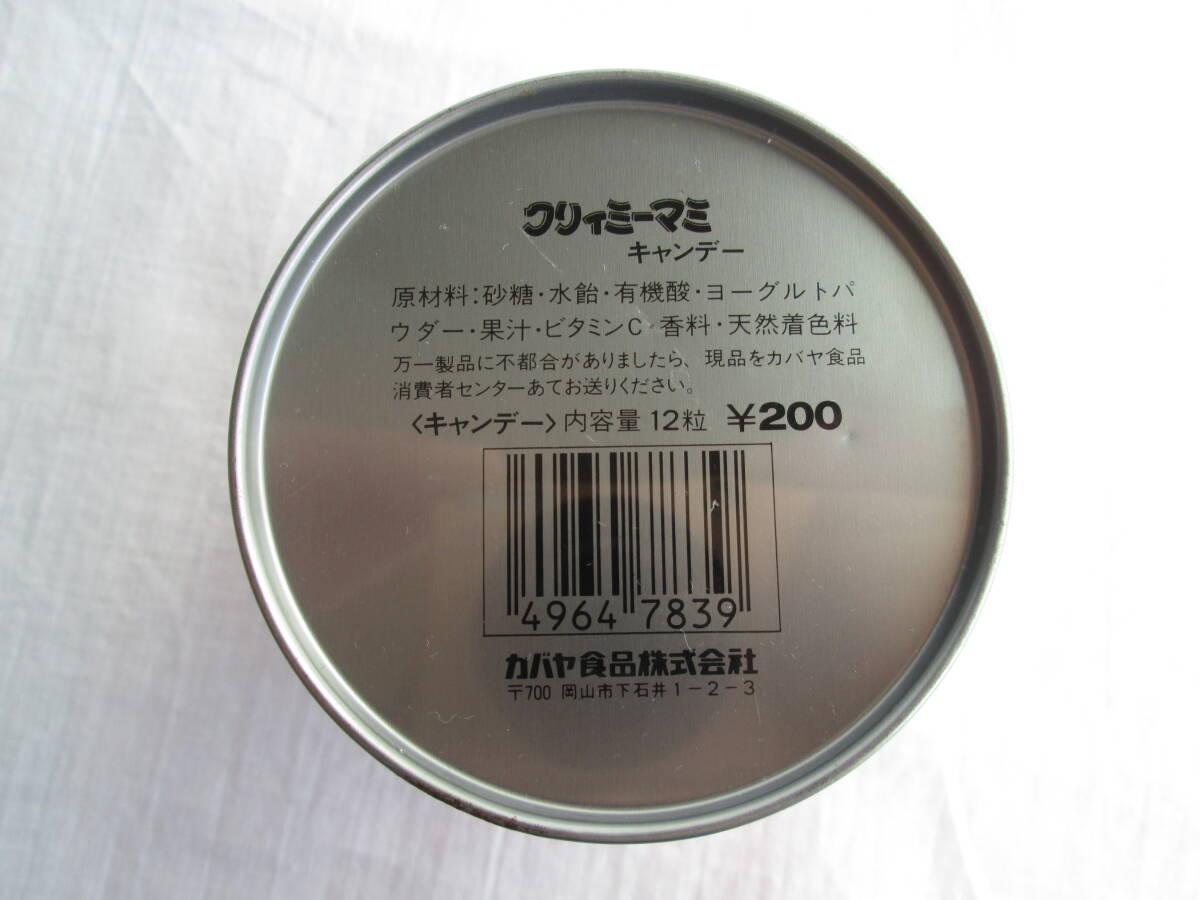 クリィミーマミ
キャンデー
原材料:砂糖・水飴・有機酸・ヨーグルトパ
ウダー・果汁・ビタミンC・香料・天然着色料
万一製品に不都合がありましたら、現品をカバヤ食品
消費者センターあてお送りください。
〈キャンデー〉内容量 12粒 ¥200
4964 7839
カバヤ食品株式会社
〒700 岡山市下石井1-2-3